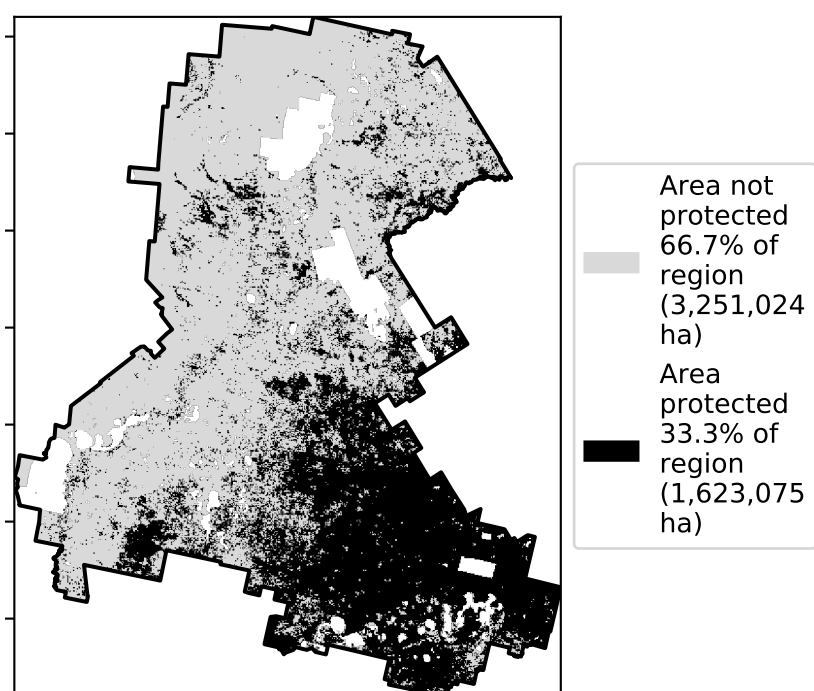 Area not
protected
66.7% of
region
(3,251,024
ha)
Area
protected
33.3% of
region
(1,623,075
ha)